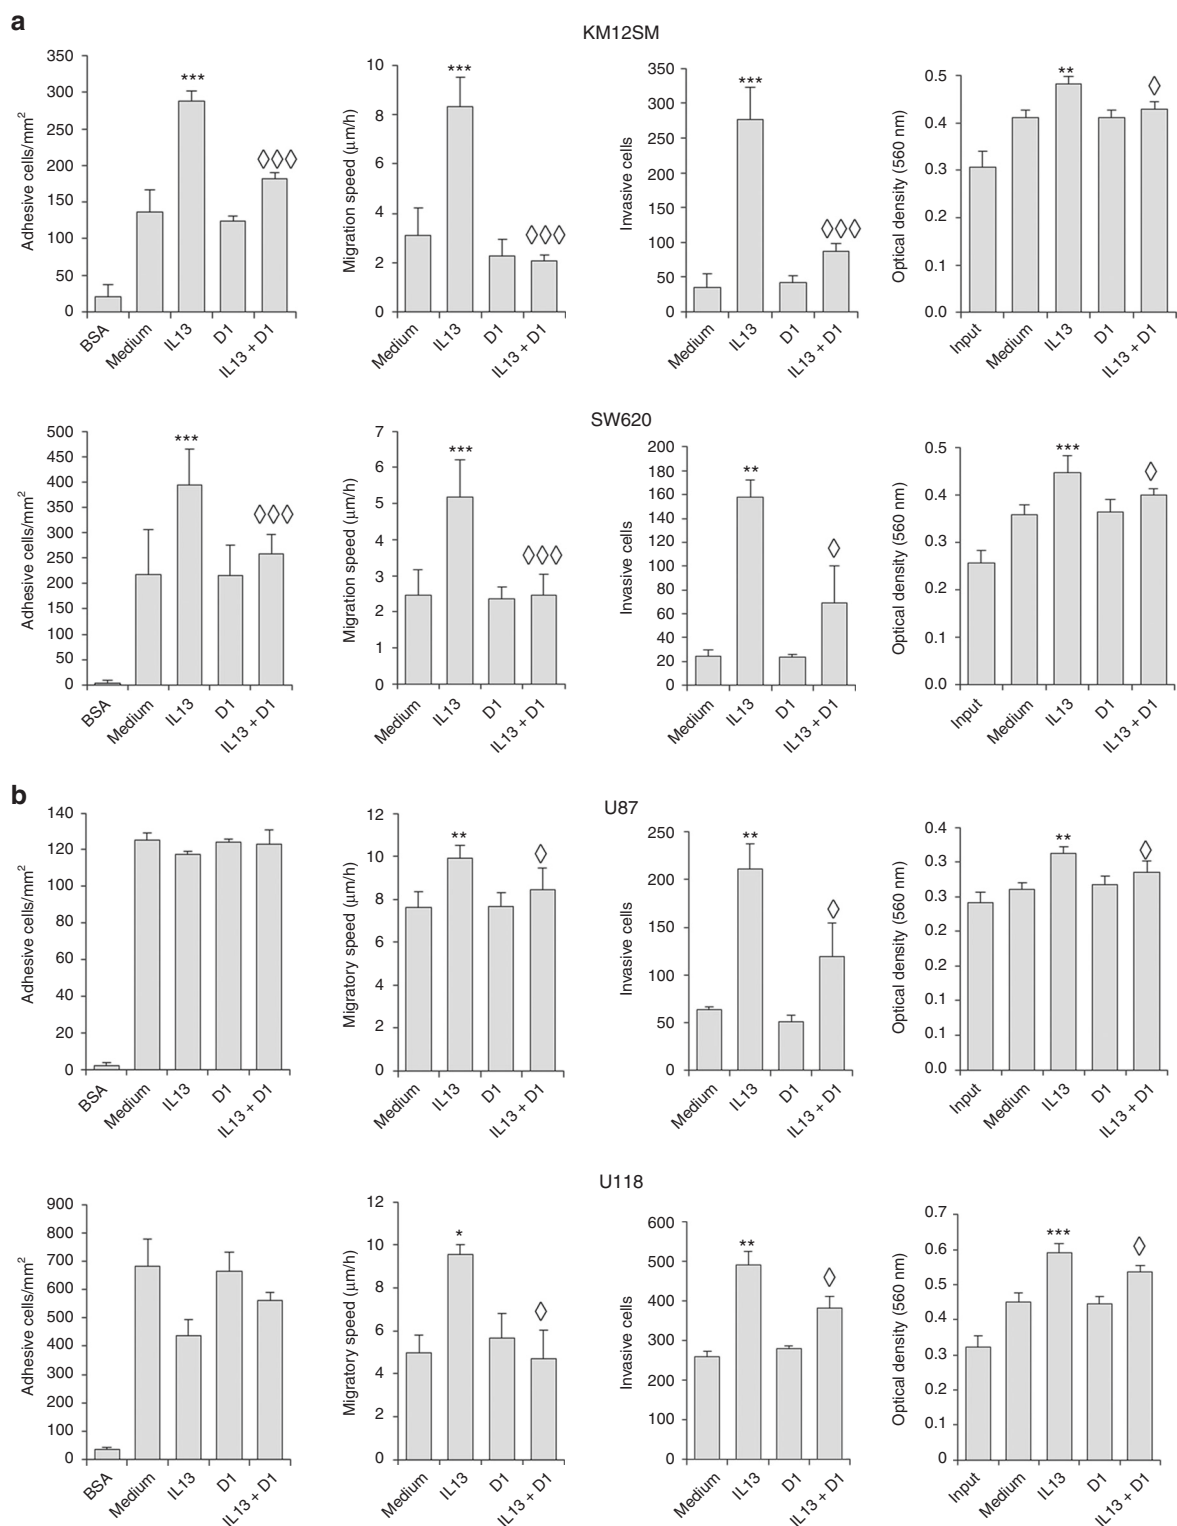 a
KM12SM
Adhesive cells/mm²
350
300
250
200
150
100
50
0
***
◊◊◊
BSA
Medium
IL13
D1
IL13 + D1
Migration speed (μm/h)
10
8
6
4
2
0
***
◊◊◊
Medium
IL13
D1
IL13 + D1
Invasive cells
350
300
250
200
150
100
50
0
***
◊◊◊
Medium
IL13
D1
IL13 + D1
Optical density (560 nm)
0.5
0.4
0.3
0.2
0.1
0.0
**
◊
Input
Medium
IL13
D1
IL13 + D1
SW620
Adhesive cells/mm²
500
450
400
350
300
250
200
150
100
50
0
***
◊◊◊
BSA
Medium
IL13
D1
IL13 + D1
Migration speed (μm/h)
7
6
5
4
3
2
1
0
***
◊◊◊
Medium
IL13
D1
IL13 + D1
Invasive cells
200
180
160
140
120
100
80
60
40
20
0
**
◊
Medium
IL13
D1
IL13 + D1
Optical density (560 nm)
0.5
0.4
0.3
0.2
0.1
0.0
***
◊
Input
Medium
IL13
D1
IL13 + D1
b
U87
Adhesive cells/mm²
140
120
100
80
60
40
20
0
BSA
Medium
IL13
D1
IL13 + D1
Migratory speed (μm/h)
12
10
8
6
4
2
0
**
◊
Medium
IL13
D1
IL13 + D1
Invasive cells
250
200
150
100
50
0
**
◊
Medium
IL13
D1
IL13 + D1
Optical density (560 nm)
0.4
0.3
0.3
0.2
0.2
0.1
0.1
0.0
**
◊
Input
Medium
IL13
D1
IL13 + D1
U118
Adhesive cells/mm²
900
800
700
600
500
400
300
200
100
0
BSA
Medium
IL13
D1
IL13 + D1
Migratory speed (μm/h)
12
10
8
6
4
2
0
*
◊
Medium
IL13
D1
IL13 + D1
Invasive cells
600
500
400
300
200
100
0
**
◊
Medium
IL13
D1
IL13 + D1
Optical density (560 nm)
0.7
0.6
0.5
0.4
0.3
0.2
0.1
0
***
◊
Input
Medium
IL13
D1
IL13 + D1